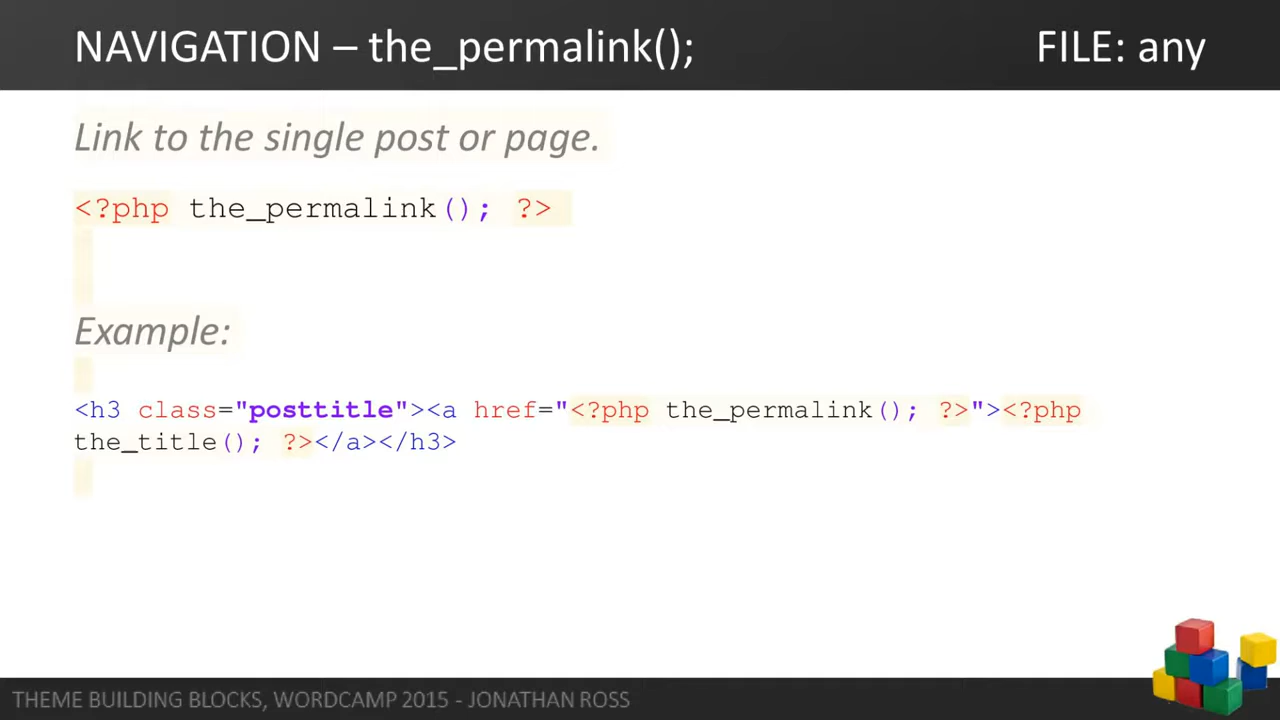 NAVIGATION – the_permalink();
FILE: any
Link to the single post or page.
<?php the_permalink(); ?>
Example:
<h3 class="posttitle"><a href="<?php the_permalink(); ?>"><?php
the_title(); ?></a></h3>
THEME BUILDING BLOCKS, WORDCAMP 2015 - JONATHAN ROSS